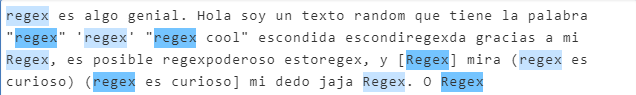 regex es algo genial. Hola soy un texto random que tiene la palabra
"regex" 'regex' "regex cool" escondida escondiregexda gracias a mi
Regex, es posible regexpoderoso estoregex, y [Regex] mira (regex es
curioso) (regex es curioso] mi dedo jaja Regex. O Regex